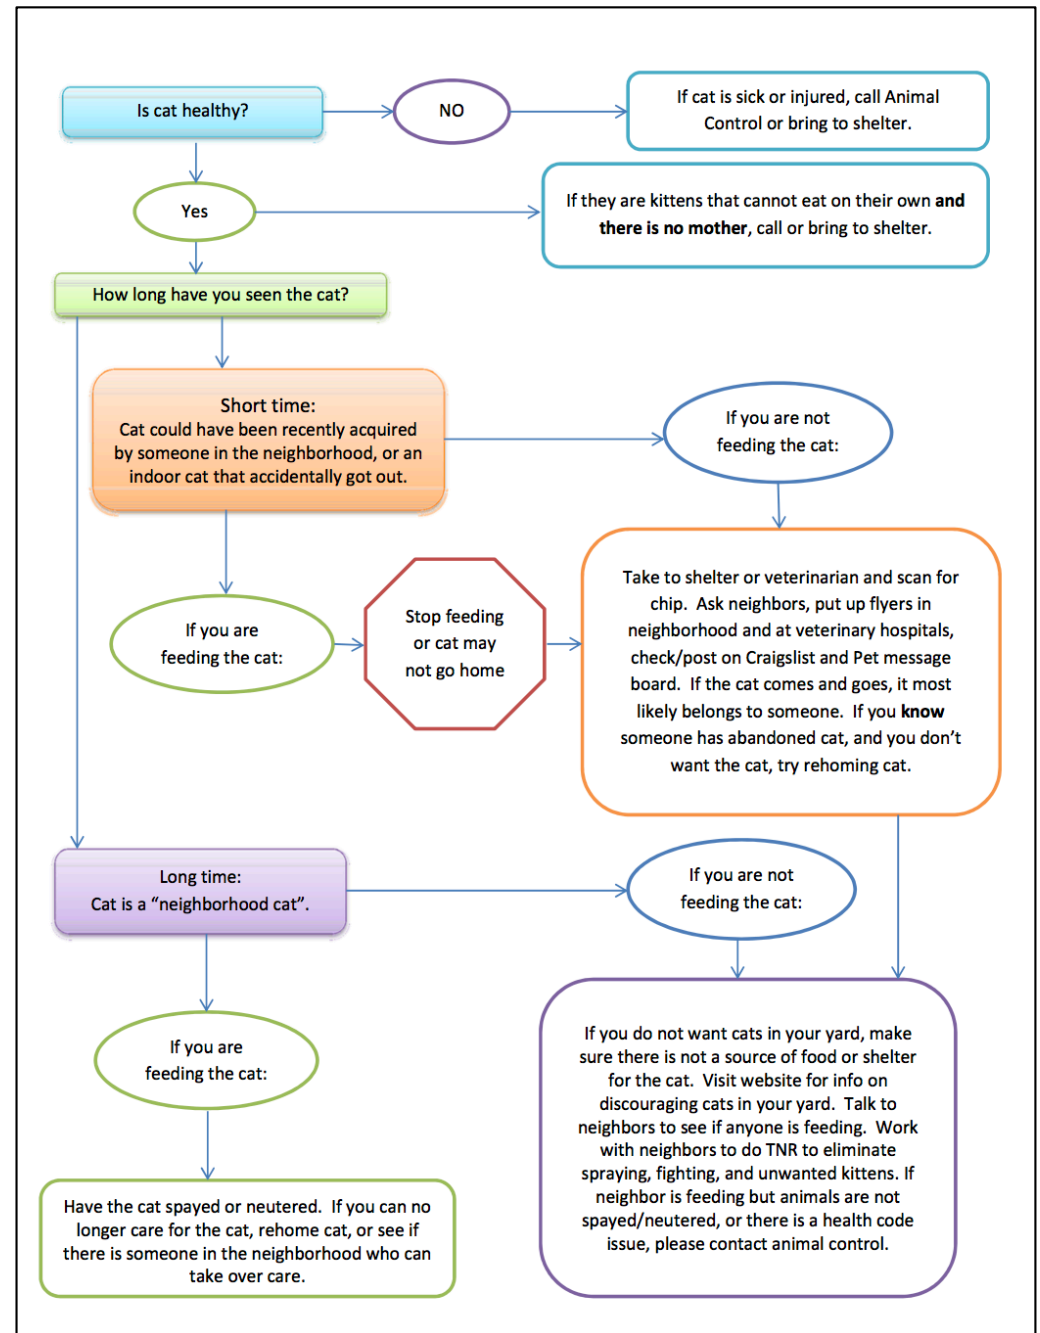 Is cat healthy?
NO
If cat is sick or injured, call Animal
Control or bring to shelter.
Yes
If they are kittens that cannot eat on their own and
there is no mother, call or bring to shelter.
How long have you seen the cat?
Short time:
Cat could have been recently acquired
by someone in the neighborhood, or an
indoor cat that accidentally got out.
If you are not
feeding the cat:
If you are
feeding the cat:
Stop feeding
or cat may
not go home
Take to shelter or veterinarian and scan for
chip.  Ask neighbors, put up flyers in
neighborhood and at veterinary hospitals,
check/post on Craigslist and Pet message
board.  If the cat comes and goes, it most
likely belongs to someone.  If you know
someone has abandoned cat, and you don’t
want the cat, try rehoming cat.
Long time:
Cat is a “neighborhood cat”.
If you are not
feeding the cat:
If you are
feeding the cat:
If you do not want cats in your yard, make
sure there is not a source of food or shelter
for the cat.  Visit website for info on
discouraging cats in your yard.  Talk to
neighbors to see if anyone is feeding.  Work
with neighbors to do TNR to eliminate
spraying, fighting, and unwanted kittens. If
neighbor is feeding but animals are not
spayed/neutered, or there is a health code
issue, please contact animal control.
Have the cat spayed or neutered.  If you can no
longer care for the cat, rehome cat, or see if
there is someone in the neighborhood who can
take over care.